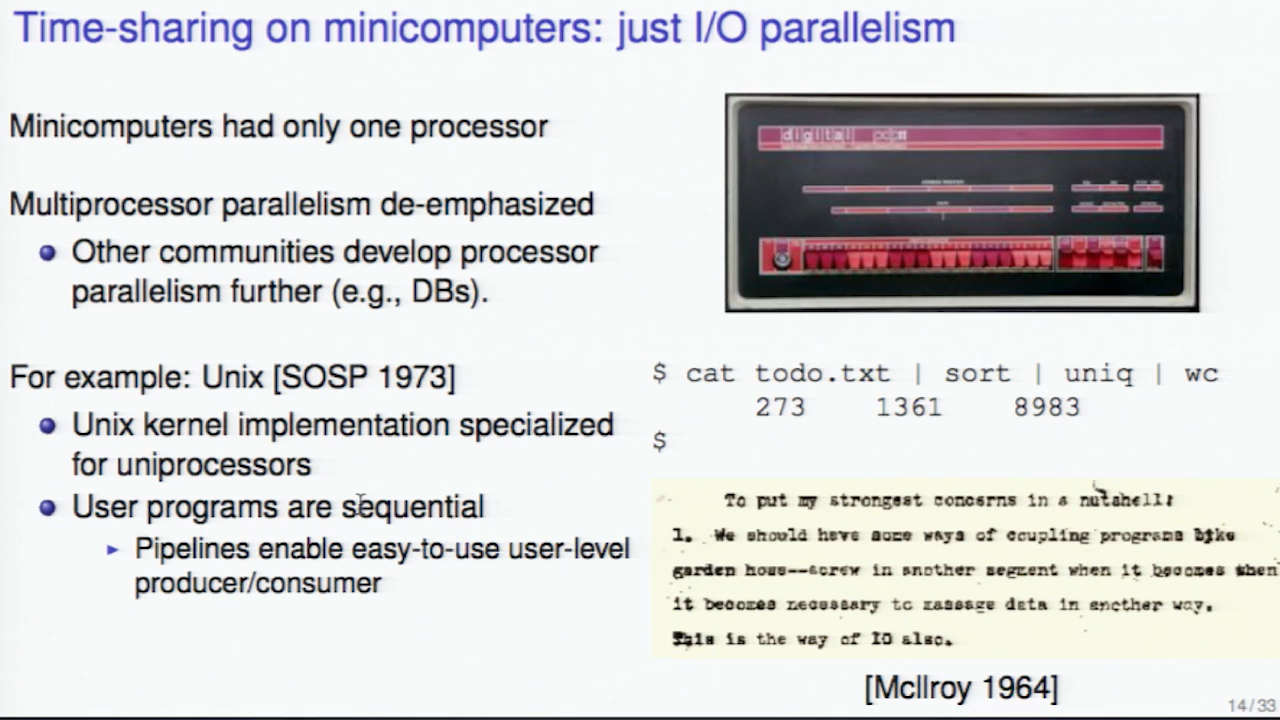 Time-sharing on minicomputers: just I/O parallelism
Minicomputers had only one processor
Multiprocessor parallelism de-emphasized
Other communities develop processor
parallelism further (e.g., DBs).
For example: Unix [SOSP 1973]
Unix kernel implementation specialized
for uniprocessors
User programs are sequential
Pipelines enable easy-to-use user-level
producer/consumer
digital pdp11
$ cat todo.txt | sort | uniq | wc
273 1361 8983
$
To put my strongest concerns in a nutshell:
1. We should have some ways of coupling programs like
garden hose--screw in another segment when it becomes when
it becomes necessary to massage data in another way.
This is the way of IO also.
[McIlroy 1964]
14/33